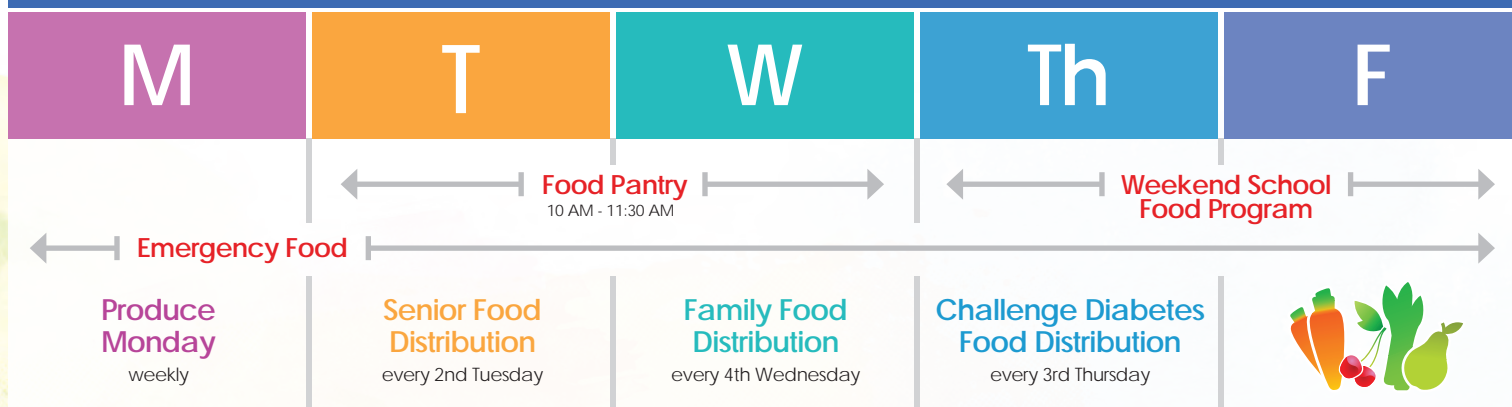 M
T
W
Th
F
Food Pantry
10 AM - 11:30 AM
Weekend School
Food Program
Emergency Food
Produce
Monday
weekly
Senior Food
Distribution
every 2nd Tuesday
Family Food
Distribution
every 4th Wednesday
Challenge Diabetes
Food Distribution
every 3rd Thursday